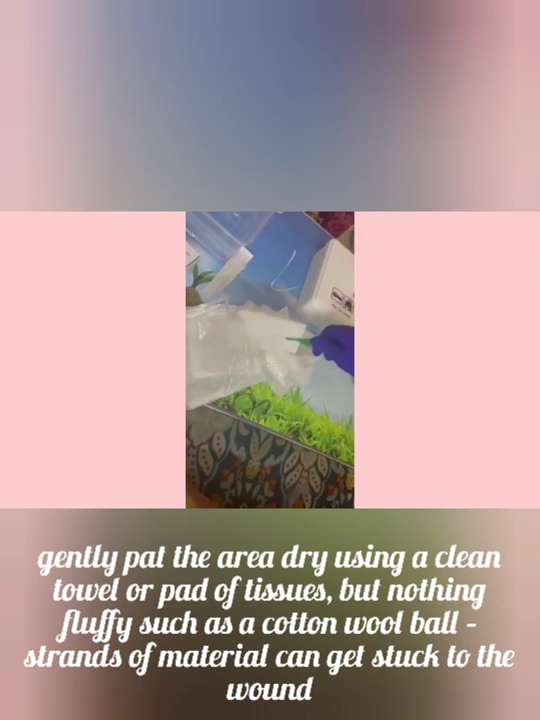 gently pat the area dry using a clean
towel or pad of tissues, but nothing
fluffy such as a cotton wool ball –
strands of material can get stuck to the
wound